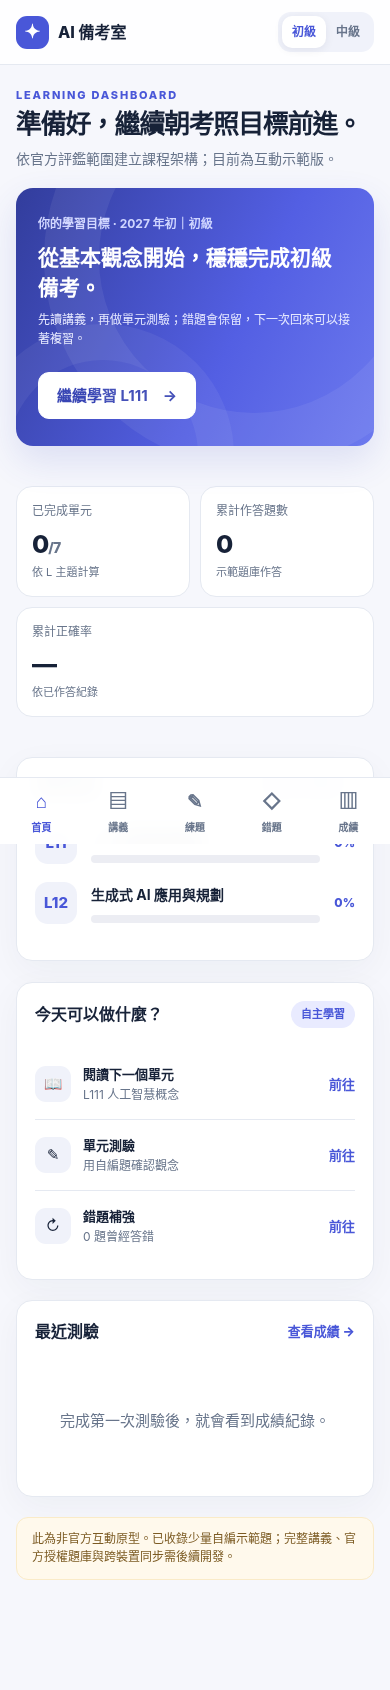 AI 備考室
初級 中級
LEARNING DASHBOARD
準備好，繼續朝考照目標前進。
依官方評鑑範圍建立課程架構；目前為互動示範版。
你的學習目標 · 2027 年初｜初級
從基本觀念開始，穩穩完成初級
備考。
先讀講義，再做單元測驗；錯題會保留，下一次回來可以接
著複習。
繼續學習 L111 →
已完成單元
0/7
依 L 主題計算
累計作答題數
0
示範題庫作答
累計正確率
—
依已作答紀錄
首頁 講義 練題 錯題 成績
L11 0%
L12 生成式 AI 應用與規劃 0%
今天可以做什麼？ 自主學習
閱讀下一個單元
L111 人工智慧概念
前往
單元測驗
用自編題確認觀念
前往
錯題補強
0 題曾經答錯
前往
最近測驗 查看成績 →
完成第一次測驗後，就會看到成績紀錄。
此為非官方互動原型。已收錄少量自編示範題；完整講義、官
方授權題庫與跨裝置同步需後續開發。